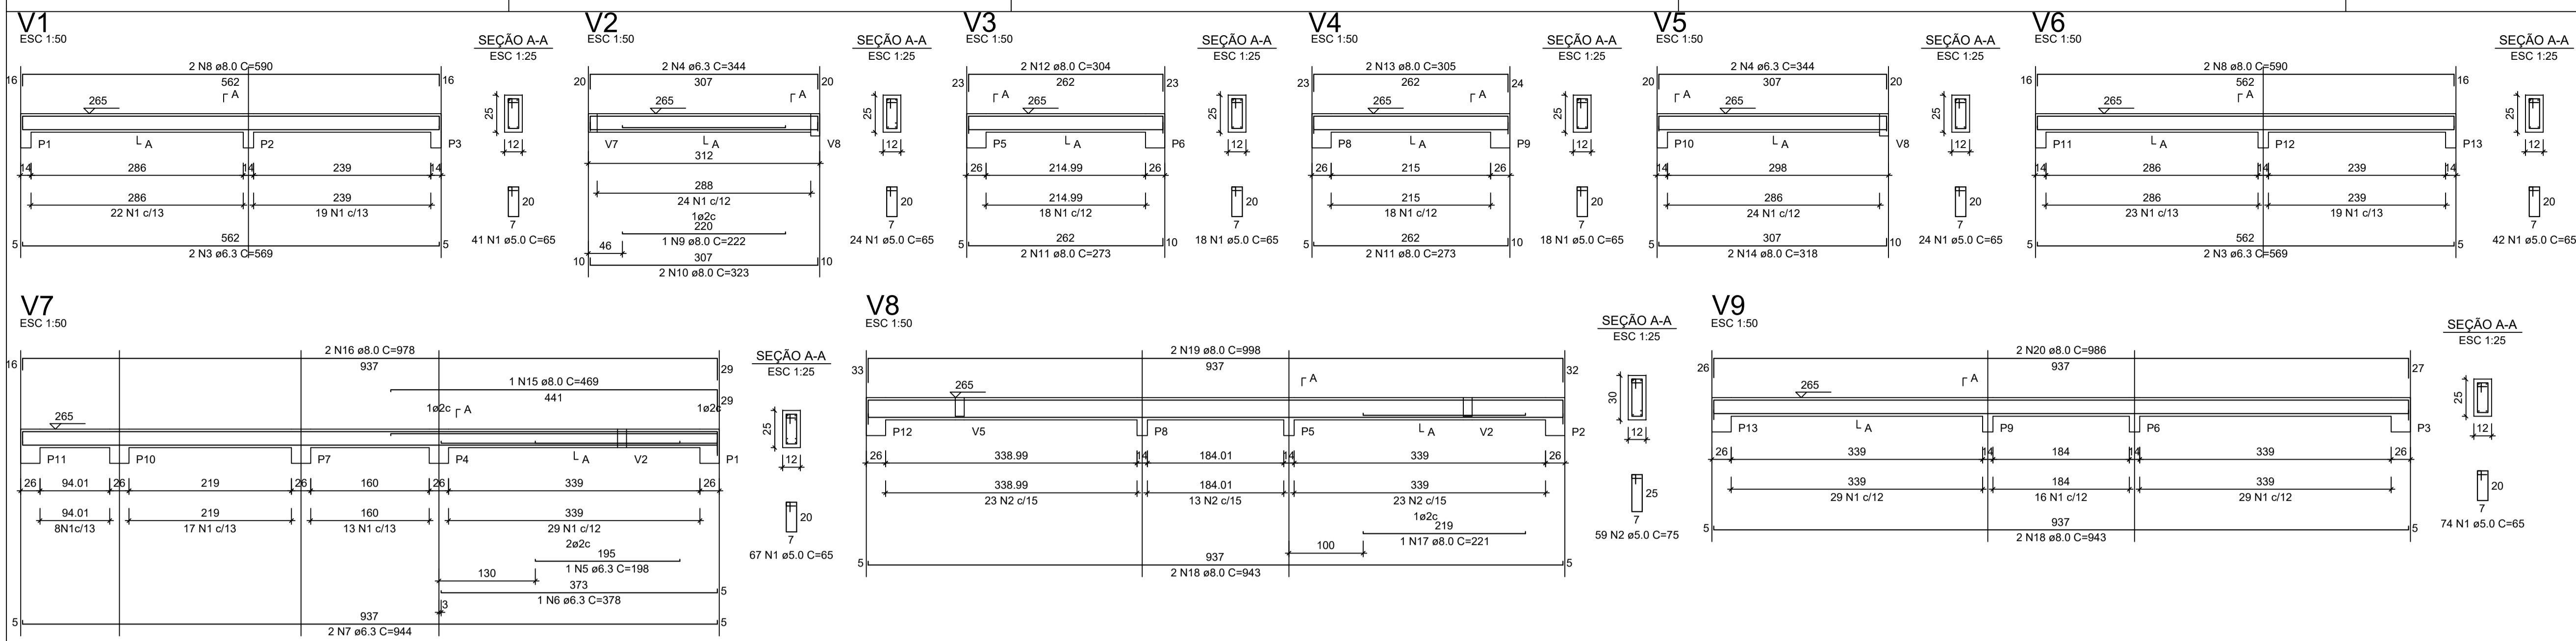 V1
ESC 1:50
SEÇÃO A-A
ESC 1:25
2 N8 ø8.0 C=590
16
562
16
┌ A
265
25
└ A
P1
P2
P3
12
14
286
14
239
14
286
239
22 N1 c/13
19 N1 c/13
20
7
41 N1 ø5.0 C=65
5
562
5
2 N3 ø6.3 C=569
V2
ESC 1:50
SEÇÃO A-A
ESC 1:25
2 N4 ø6.3 C=344
20
307
20
┌ A
265
25
└ A
V7
V8
12
312
288
24 N1 c/12
1ø2c
220
1 N9 ø8.0 C=222
46
20
7
24 N1 ø5.0 C=65
10
307
10
2 N10 ø8.0 C=323
V3
ESC 1:50
SEÇÃO A-A
ESC 1:25
2 N12 ø8.0 C=304
23
262
23
┌ A
265
25
└ A
P5
P6
12
26
214.99
26
214.99
18 N1 c/12
20
7
18 N1 ø5.0 C=65
5
262
10
2 N11 ø8.0 C=273
V4
ESC 1:50
SEÇÃO A-A
ESC 1:25
2 N13 ø8.0 C=305
23
262
24
┌ A
265
25
└ A
P8
P9
12
26
215
26
215
18 N1 c/12
20
7
18 N1 ø5.0 C=65
5
262
10
2 N11 ø8.0 C=273
V5
ESC 1:50
SEÇÃO A-A
ESC 1:25
2 N4 ø6.3 C=344
20
307
20
┌ A
265
25
└ A
P10
V8
12
14
298
286
24 N1 c/12
20
7
24 N1 ø5.0 C=65
5
307
10
2 N14 ø8.0 C=318
V6
ESC 1:50
SEÇÃO A-A
ESC 1:25
2 N8 ø8.0 C=590
16
562
16
┌ A
265
25
└ A
P11
P12
P13
12
14
286
14
239
14
286
239
23 N1 c/13
19 N1 c/13
20
7
42 N1 ø5.0 C=65
5
562
5
2 N3 ø6.3 C=569
V7
ESC 1:50
SEÇÃO A-A
ESC 1:25
2 N16 ø8.0 C=978
16
937
29
1 N15 ø8.0 C=469
441
29
1ø2c
┌ A
1ø2c
265
25
P11
P10
P7
P4
└ A
V2
P1
12
26
94.01
26
219
26
160
26
339
26
94.01
219
160
339
8N1c/13
17 N1 c/13
13 N1 c/13
29 N1 c/12
20
7
67 N1 ø5.0 C=65
2ø2c
195
1 N5 ø6.3 C=198
130
373
5
1 N6 ø6.3 C=378
3
5
937
5
2 N7 ø6.3 C=944
V8
ESC 1:50
SEÇÃO A-A
ESC 1:25
2 N19 ø8.0 C=998
33
937
32
┌ A
265
30
P12
V5
P8
P5
└ A
V2
P2
12
26
338.99
14
184.01
14
339
26
338.99
184.01
339
23 N2 c/15
13 N2 c/15
23 N2 c/15
25
7
59 N2 ø5.0 C=75
1ø2c
219
1 N17 ø8.0 C=221
100
5
937
5
2 N18 ø8.0 C=943
V9
ESC 1:50
SEÇÃO A-A
ESC 1:25
2 N20 ø8.0 C=986
26
937
27
┌ A
265
25
P13
└ A
P9
P6
P3
12
26
339
14
184
14
339
26
339
184
339
29 N1 c/12
16 N1 c/12
29 N1 c/12
20
7
74 N1 ø5.0 C=65
5
937
5
2 N18 ø8.0 C=943